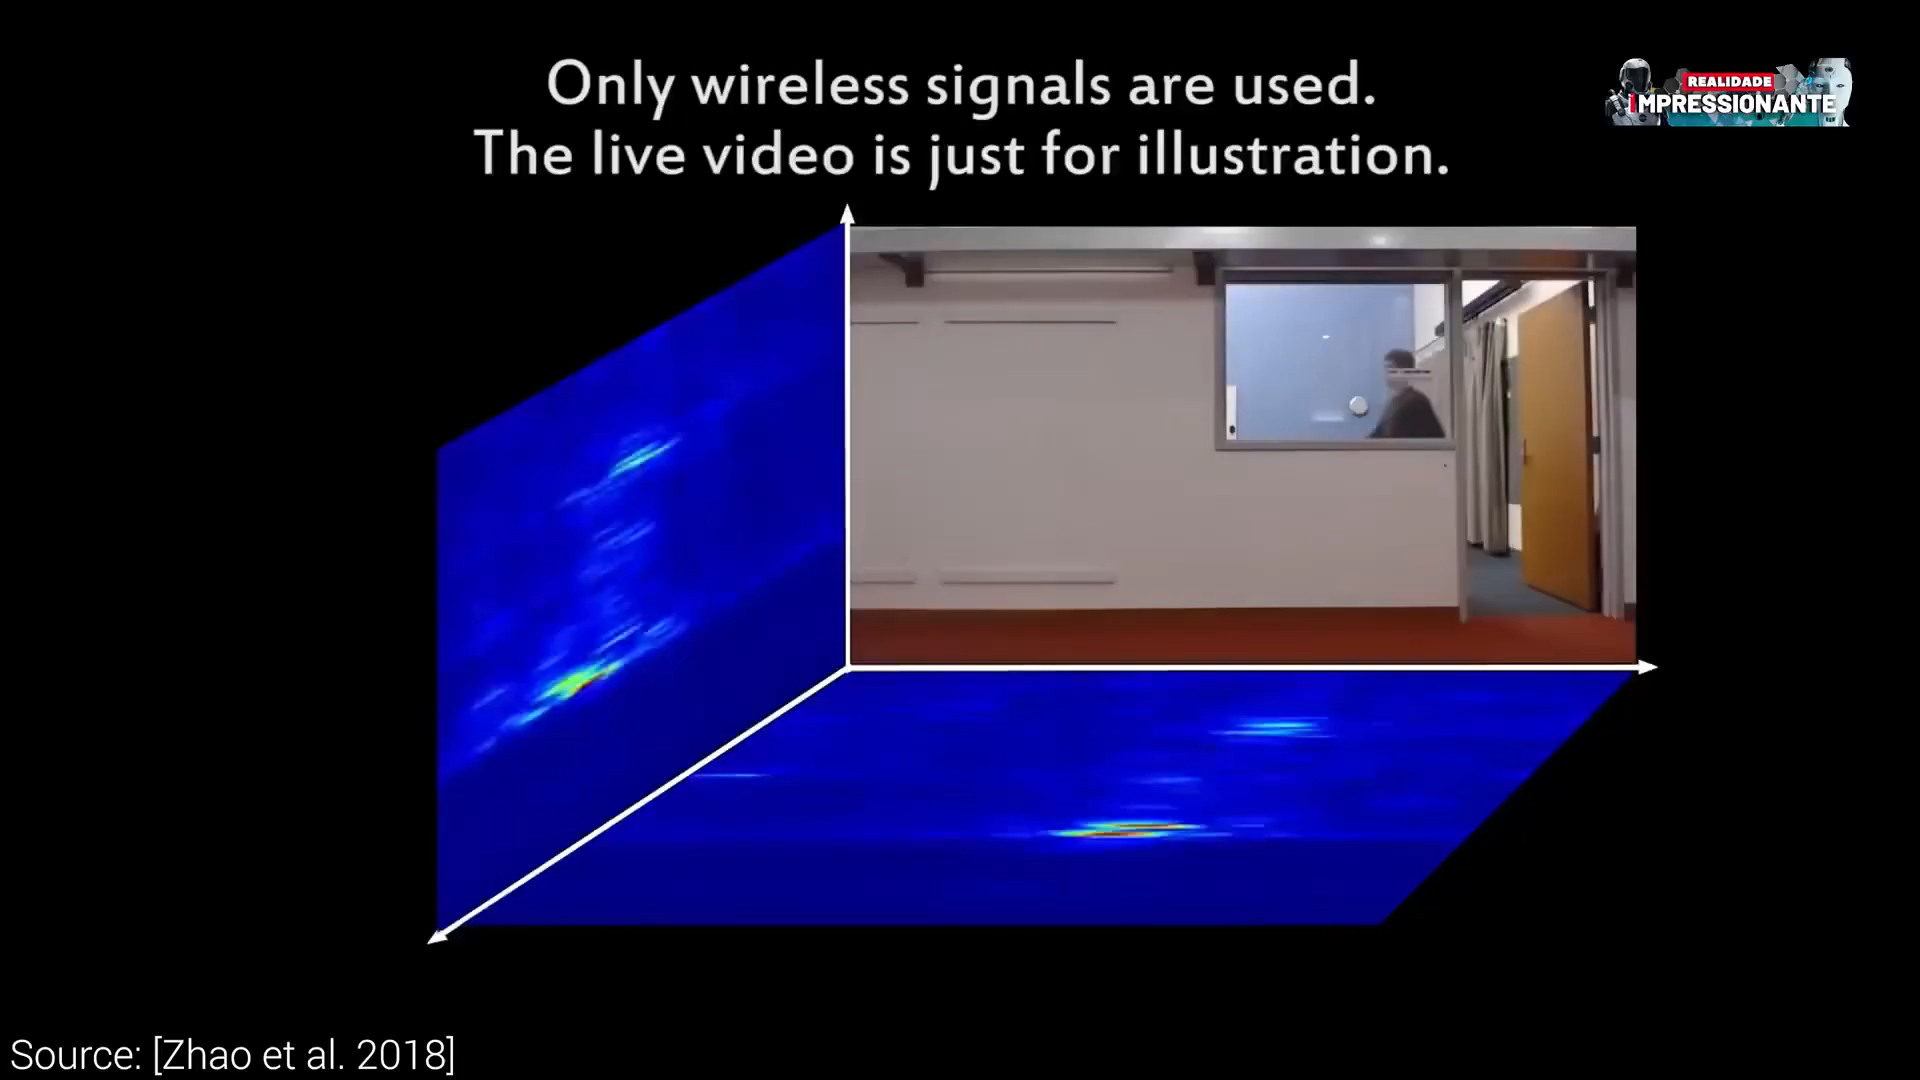 Only wireless signals are used.
The live video is just for illustration.
REALIDADE
IMPRESSIONANTE
Source: [Zhao et al. 2018]